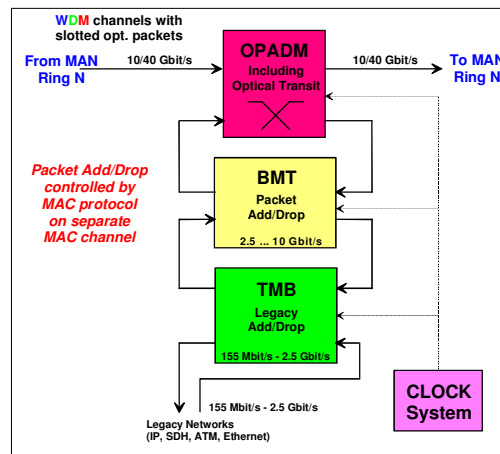 WDM channels with
slotted opt. packets
From MAN
Ring N
10/40 Gbit/s
OPADM
Including
Optical Transit
10/40 Gbit/s
To MAN
Ring N
Packet Add/Drop
controlled by
MAC protocol
on separate
MAC channel
BMT
Packet
Add/Drop
2.5 ... 10 Gbit/s
TMB
Legacy
Add/Drop
155 Mbit/s - 2.5 Gbit/s
CLOCK
System
155 Mbit/s - 2.5 Gbit/s
Legacy Networks
(IP, SDH, ATM, Ethernet)